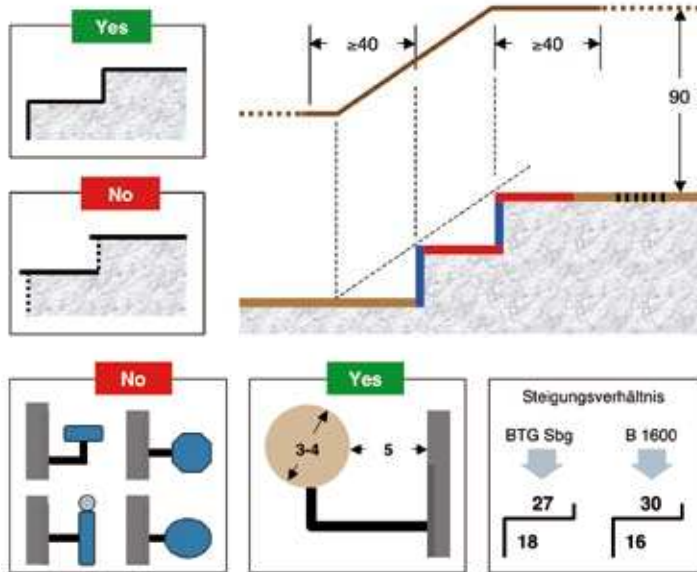 Yes
≥40
≥40
90
No
No
Yes
3-4
5
Steigungsverhältnis
BTG Sbg
B 1600
27
30
18
16